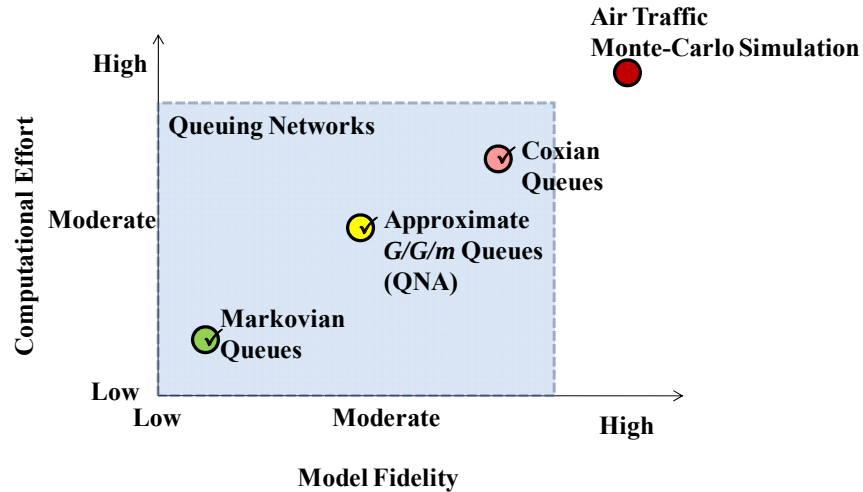 Air Traffic
Monte-Carlo Simulation
High
Queuing Networks
Coxian
Queues
Computational Effort
Moderate
Approximate
G/G/m Queues
(QNA)
Markovian
Queues
Low
Low
Moderate
High
Model Fidelity